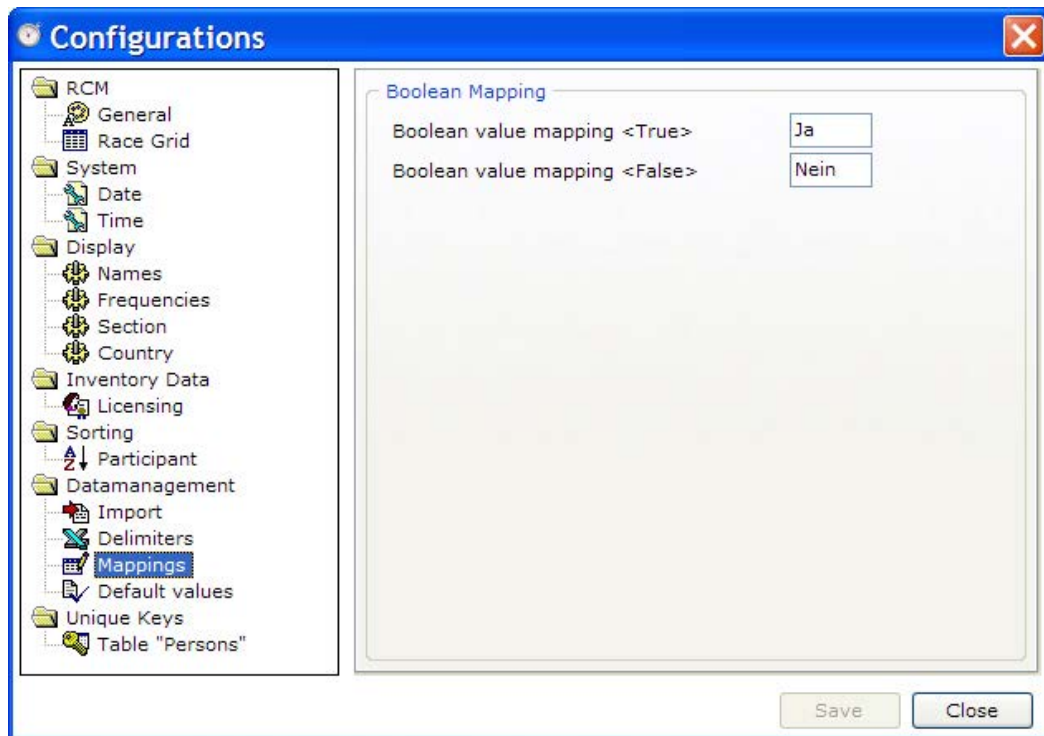 Configurations
RCM
General
Race Grid
System
Date
Time
Display
Names
Frequencies
Section
Country
Inventory Data
Licensing
Sorting
Participant
Datamanagement
Import
Delimiters
Mappings
Default values
Unique Keys
Table "Persons"
Boolean Mapping
Boolean value mapping <True> Ja
Boolean value mapping <False> Nein
Save Close